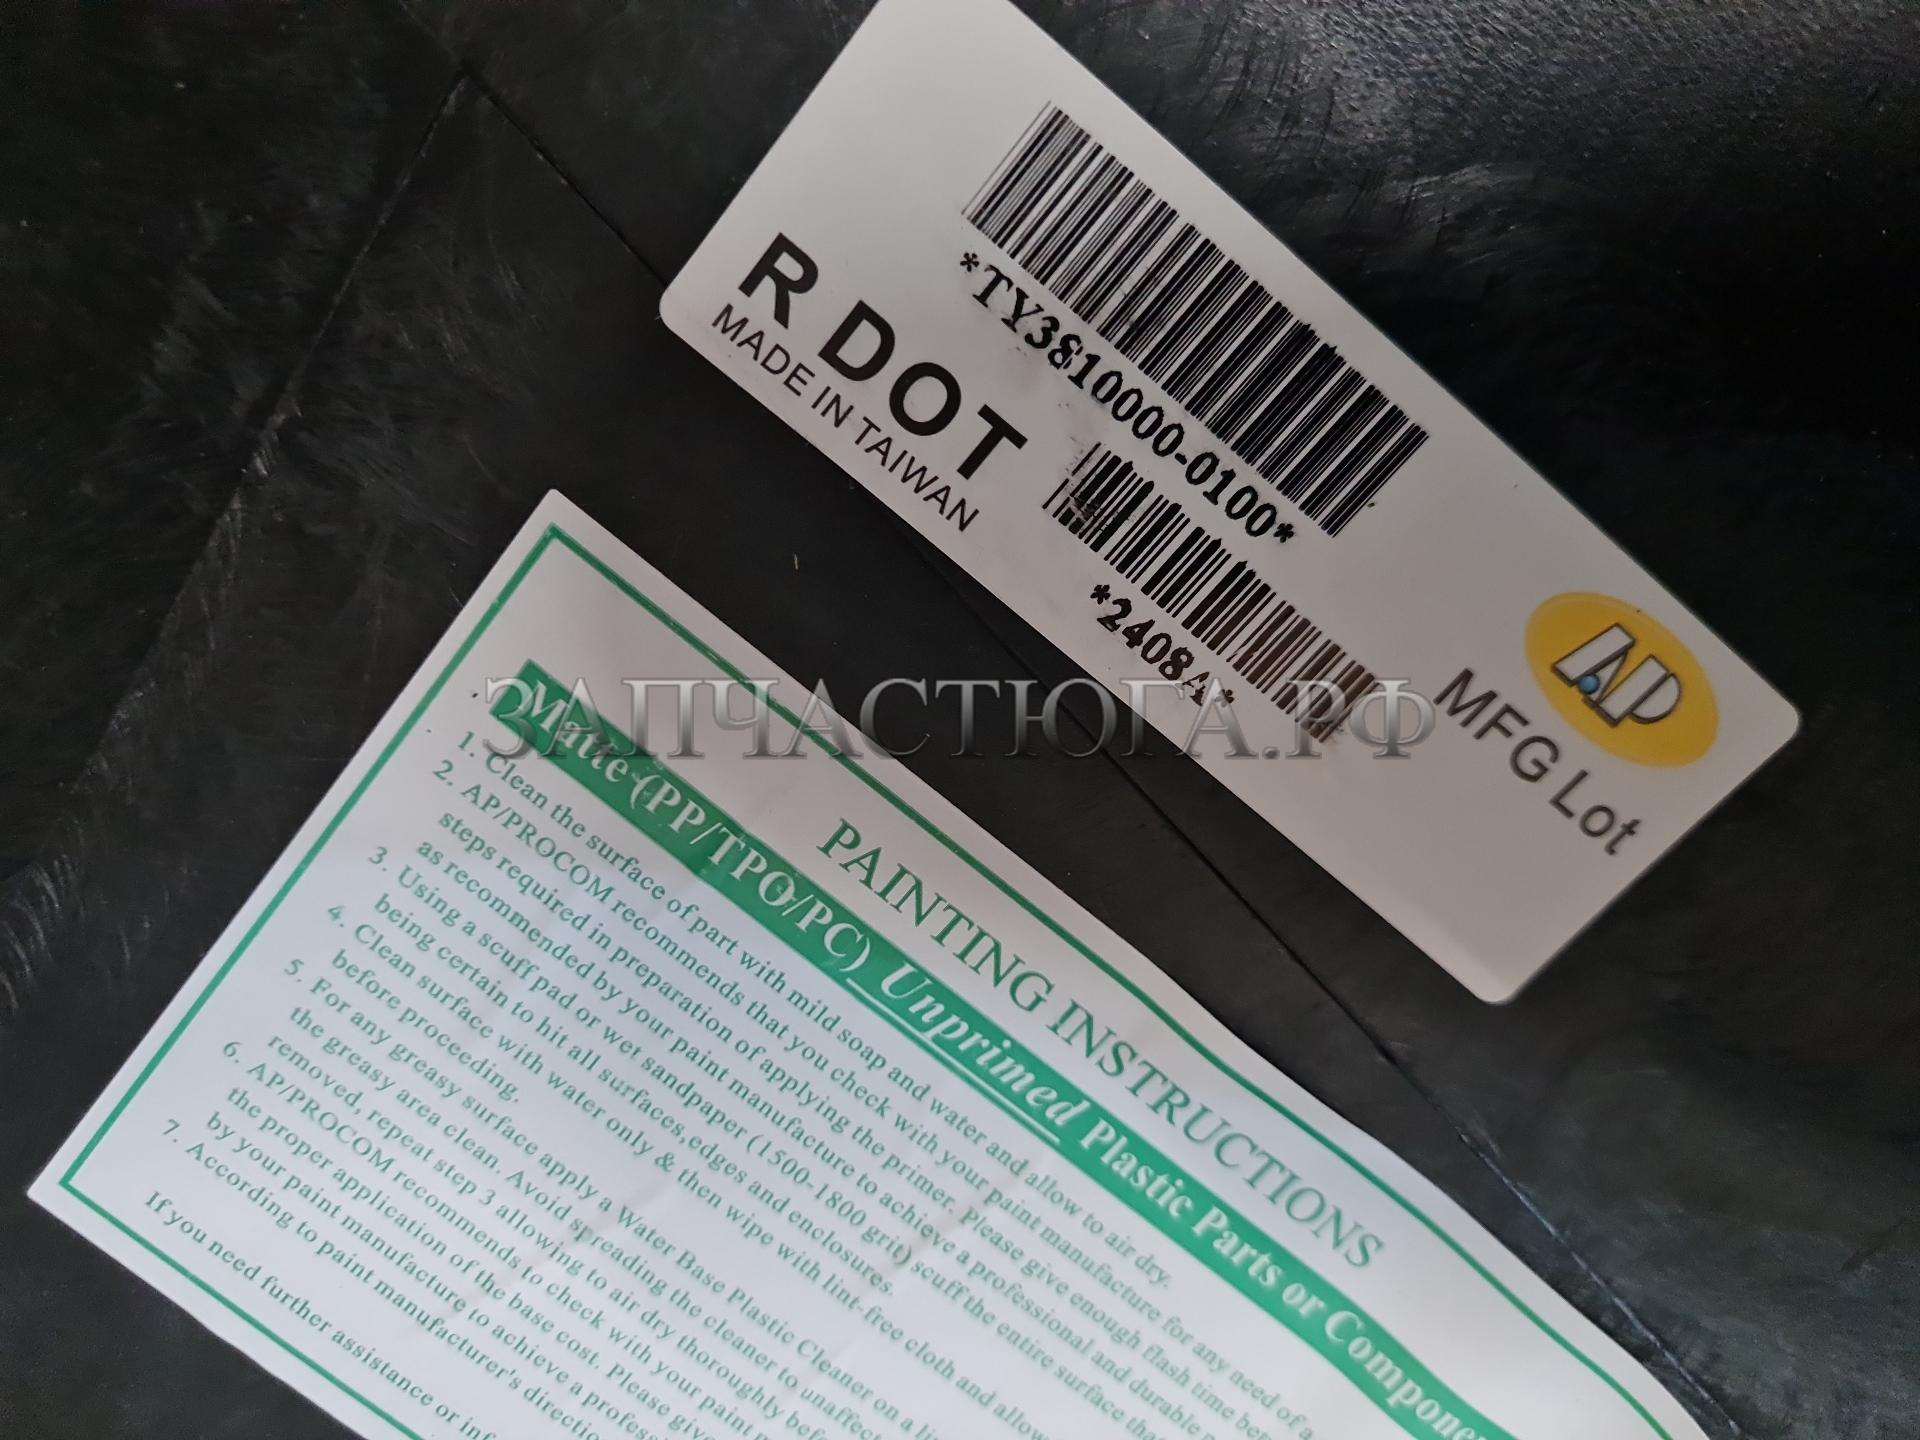 *TY3810000-0100*
R DOT
MADE IN TAIWAN
*2408A*
AP
MFG Lot
ЗАПЧАСТЮГА.РФ
PAINTING INSTRUCTIONS
Matte (PP/TPO/PC) Unprimed Plastic Parts or Compone
1. Clean the surface of part with mild soap and water and allow to air dry.
2. AP/PROCOM recommends that you check with your paint manufacture for any need of a
steps required in preparation of applying the primer. Please give enough flash time bet
as recommended by your paint manufacture to achieve a professional and durable
3. Using a scuff pad or wet sandpaper (1500-1800 grit) scuff the entire surface tha
being certain to hit all surfaces,edges and enclosures.
4. Clean surface with water only & then wipe with lint-free cloth and allow
before proceeding.
5. For any greasy surface apply a Water Base Plastic Cleaner on a li
the greasy area clean. Avoid spreading the cleaner to unaffect
removed, repeat step 3 allowing to air dry thoroughly bef
6. AP/PROCOM recommends to check with your paint
the proper application of the base cost. Please giv
by your paint manufacture to achieve a profes
7. According to paint manufacturer's direction
If you need further assistance or inf